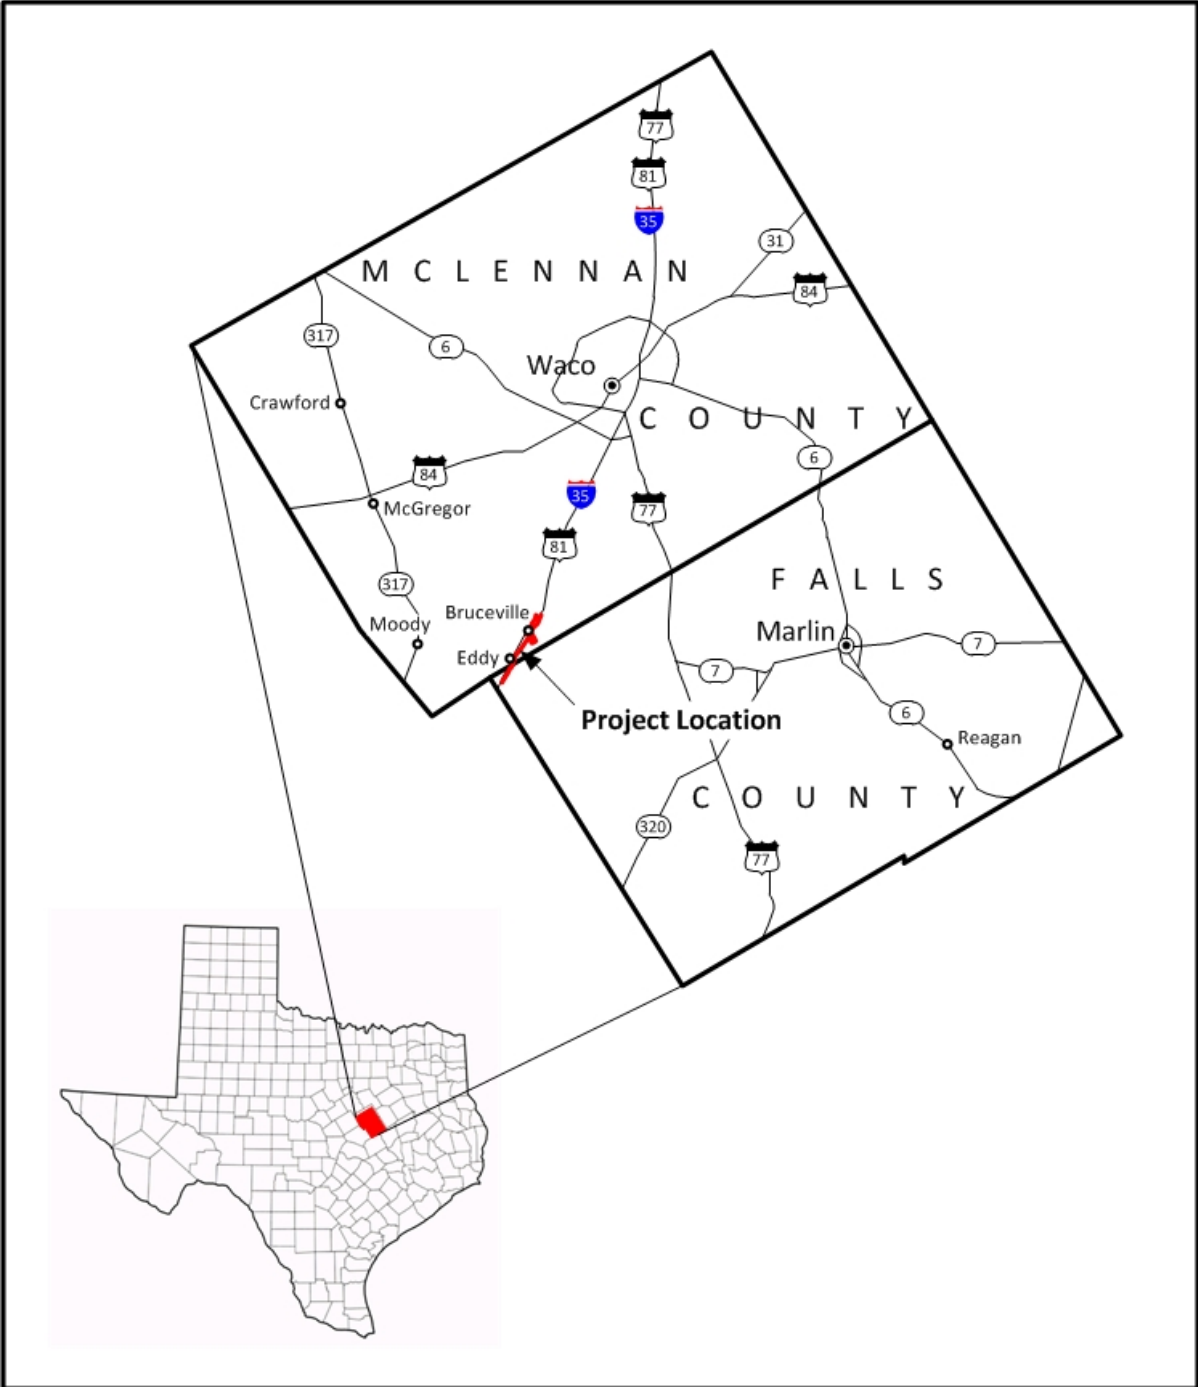 77
81
35
31
M C L E N N A N
84
317
6
Waco
Crawford
C O U N T Y
6
84
35
McGregor
77
81
F A L L S
317
Bruceville
Moody
Marlin
7
Eddy
7
6
Project Location
Reagan
C O U N T Y
320
77